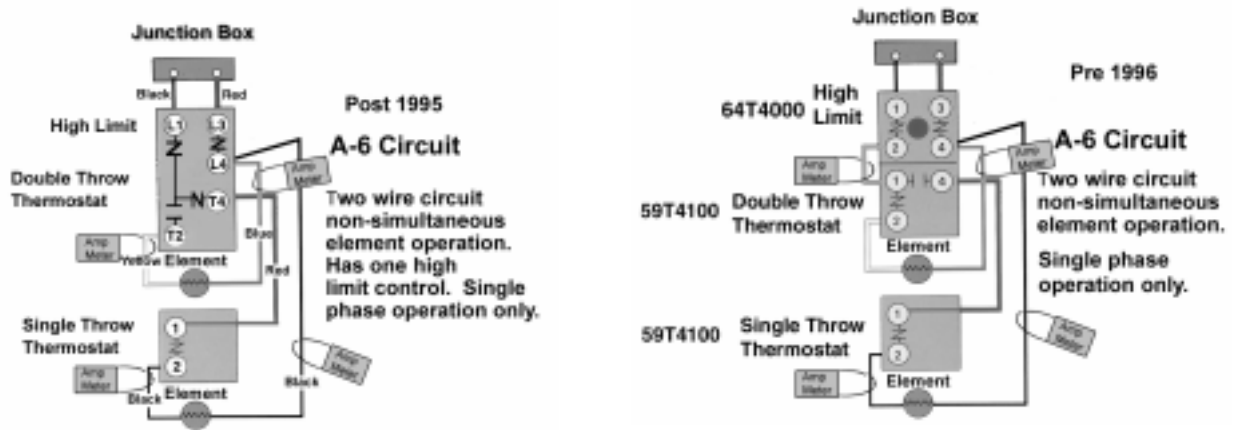 Junction Box
Black
Red
Post 1995
High Limit
L1
L3
A-6 Circuit
L4
Amp
Meter
Double Throw
Thermostat
T4
T2
Two wire circuit
non-simultaneous
element operation.
Has one high
limit control. Single
phase operation only.
Blue
Amp
Meter
Yellow
Element
Red
Single Throw
Thermostat
1
2
Amp
Meter
Amp
Meter
Black
Black
Element
Junction Box
Pre 1996
64T4000
High
Limit
1
3
2
4
A-6 Circuit
Amp
Meter
Amp
Meter
1
4
2
59T4100
Double Throw
Thermostat
Two wire circuit
non-simultaneous
element operation.
Element
Single phase
operation only.
59T4100
Single Throw
Thermostat
1
2
Amp
Meter
Amp
Meter
Element